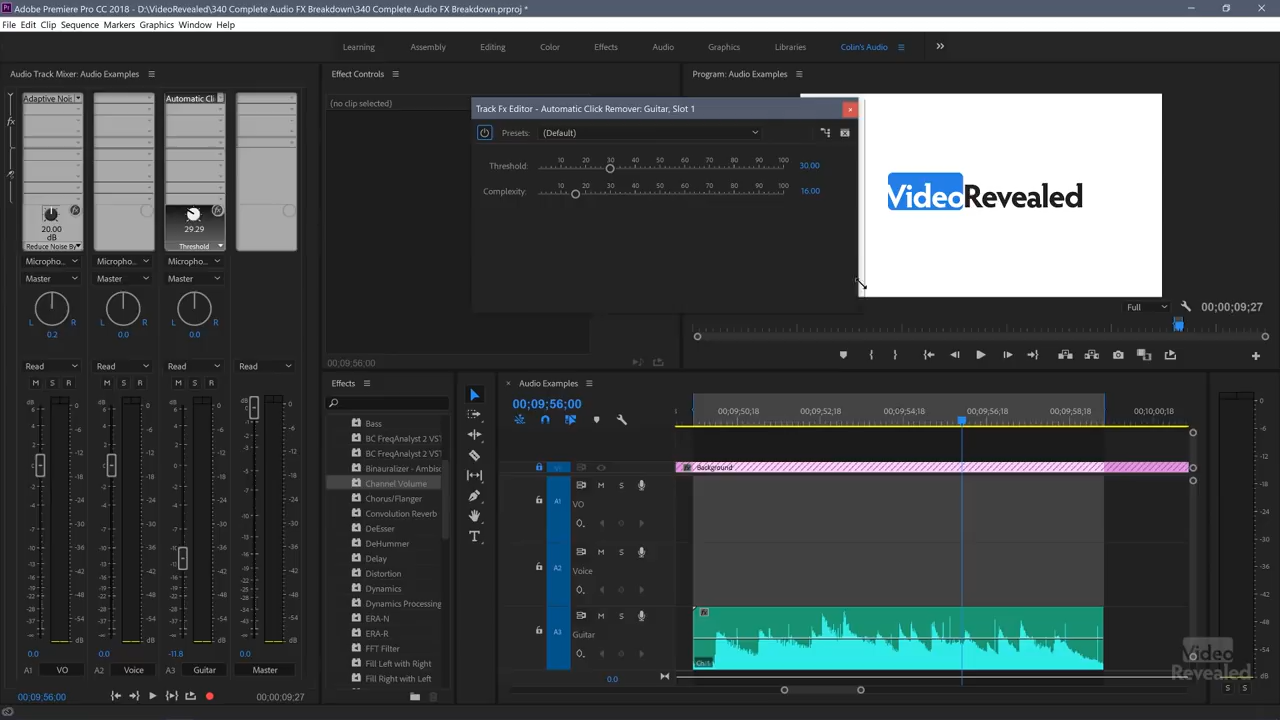 Adobe Premiere Pro CC 2018 - D:\VideoRevealed\340 Complete Audio FX Breakdown\340 Complete Audio FX Breakdown.prproj *
File Edit Clip Sequence Markers Graphics Window Help
Learning Assembly Editing Color Effects Audio Graphics Libraries Colin's Audio
Audio Track Mixer: Audio Examples
Effect Controls
Program: Audio Examples
(no clip selected)
Adaptive Noi
Automatic Cli
Track Fx Editor - Automatic Click Remover: Guitar, Slot 1
Presets: (Default)
10 20 30 40 50 60 70 80 90 100
Threshold: 30.00
10 20 30 40 50 60 70 80 90 100
Complexity: 16.00
VideoRevealed
20.00
dB
Reduce Noise By
29.29
Threshold
Micropho... Micropho... Micropho...
Master Master Master
L R L R L R
0.2 0.0 0.0
Full 00;00;09;27
Read Read Read Read
M S R M S R M S R
00;09;56;00
Effects
Bass
BC FreqAnalyst 2 VST
BC FreqAnalyst 2 VST
Binauralizer - Ambiso
Channel Volume
Chorus/Flanger
Convolution Reverb
DeEsser
DeHummer
Delay
Distortion
Dynamics
Dynamics Processing
ERA-N
ERA-R
FFT Filter
Fill Left with Right
Fill Right with Left
Audio Examples
00;09;56;00
00;09;50;18 00;09;52;18 00;09;54;18 00;09;56;18 00;09;58;18 00;10;00;18
Background
A1 M S
VO
A2 M S
Voice
A3 M S
Guitar
Ch. 1
0.0
0.0 0.0 -11.8 0.0
A1 VO A2 Voice A3 Guitar Master
00;09;56;00 00;00;09;27
Video
Revealed
S S
dB